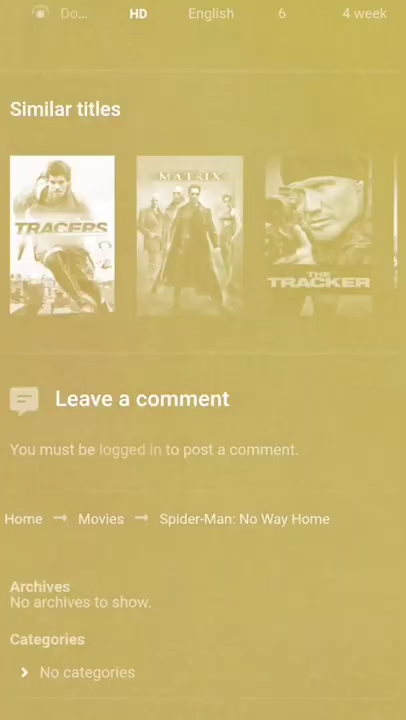 Do... HD English 6 4 week
Similar titles
TRACERS
MATRIX
THE
TRACKER
Leave a comment
You must be logged in to post a comment.
Home → Movies → Spider-Man: No Way Home
Archives
No archives to show.
Categories
No categories